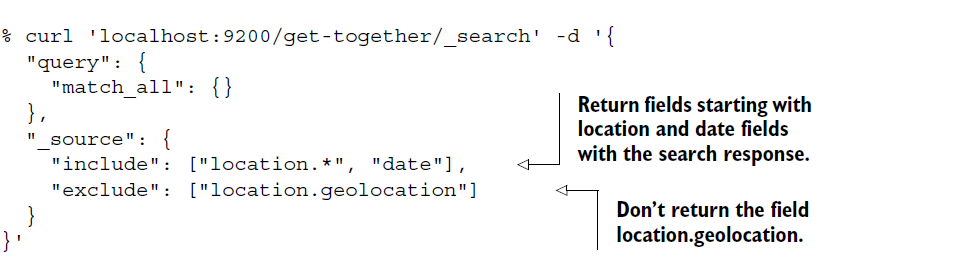 % curl 'localhost:9200/get-together/_search' -d '{
  "query": {
    "match_all": {}
  },
  "_source": {
    "include": ["location.*", "date"],
    "exclude": ["location.geolocation"]
  }
}'
Return fields starting with
location and date fields
with the search response.
Don’t return the field
location.geolocation.